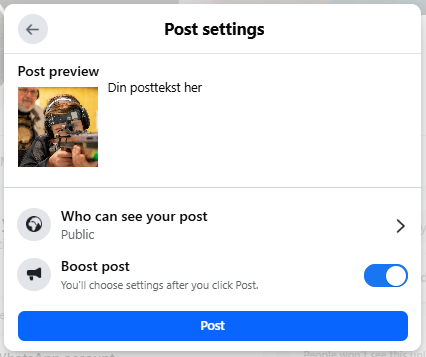 Post settings
Post preview
Din posttekst her
Who can see your post
Public
Boost post
You'll choose settings after you click Post.
Post